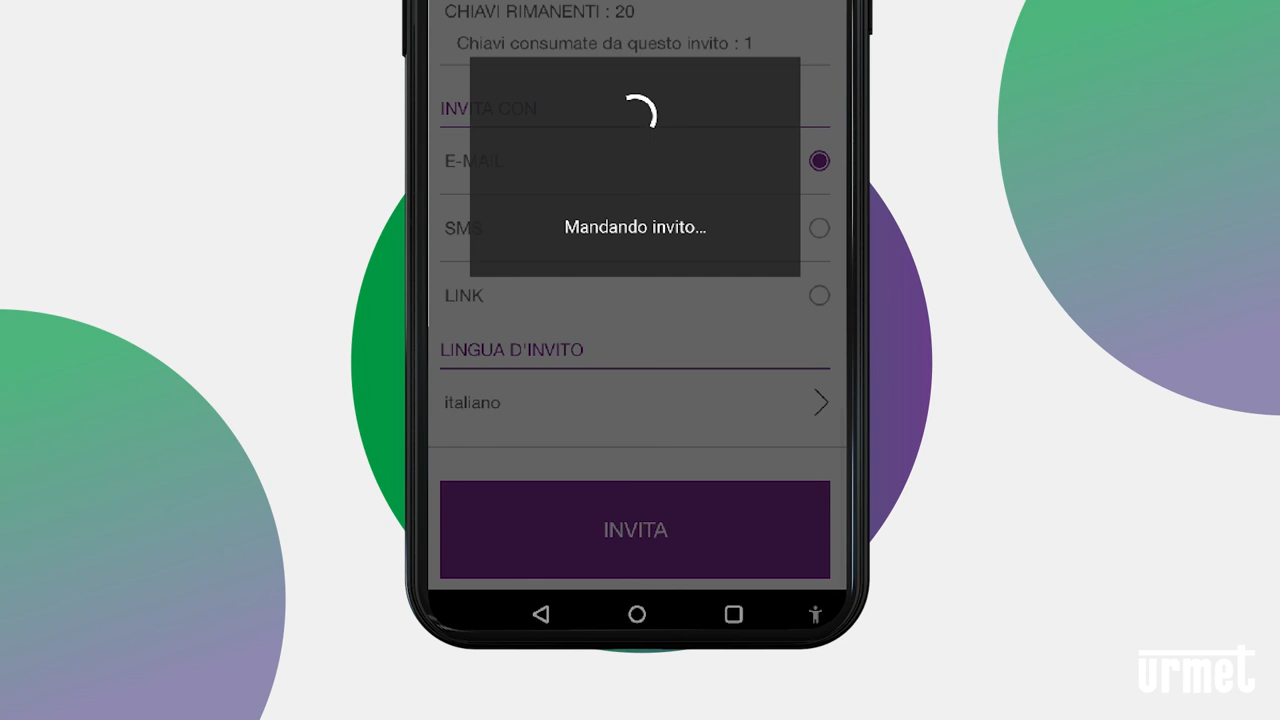 CHIAVI RIMANENTI : 20
Chiavi consumate da questo invito : 1
INVITA CON
E-MAIL
Mandando invito...
SMS
LINK
LINGUA D'INVITO
italiano
INVITA
urmet